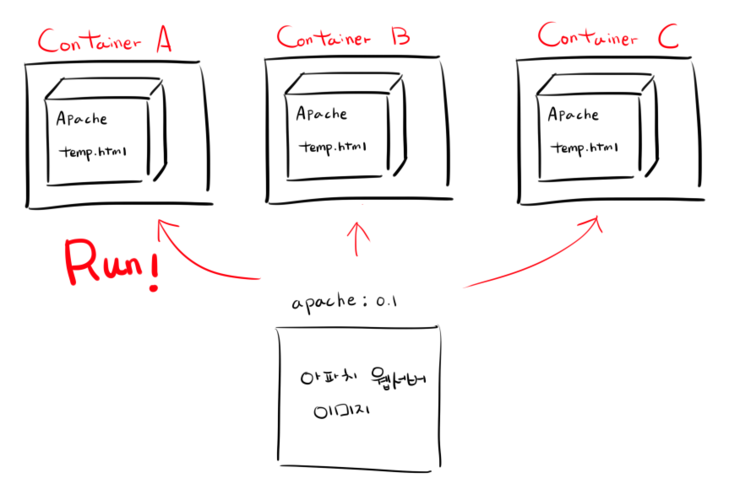 Container A
Container B
Container C
Apache
temp.html
Apache
temp.html
Apache
temp.html
Run!
apache: 0.1
아파치 웹서버
이미지